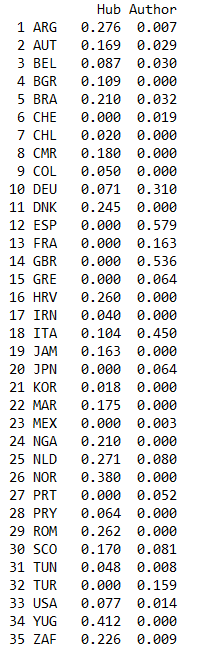 Hub Author
1 ARG 0.276 0.007
2 AUT 0.169 0.029
3 BEL 0.087 0.030
4 BGR 0.109 0.000
5 BRA 0.210 0.032
6 CHE 0.000 0.019
7 CHL 0.020 0.000
8 CMR 0.180 0.000
9 COL 0.050 0.000
10 DEU 0.071 0.310
11 DNK 0.245 0.000
12 ESP 0.000 0.579
13 FRA 0.000 0.163
14 GBR 0.000 0.536
15 GRE 0.000 0.064
16 HRV 0.260 0.000
17 IRN 0.040 0.000
18 ITA 0.104 0.450
19 JAM 0.163 0.000
20 JPN 0.000 0.064
21 KOR 0.018 0.000
22 MAR 0.175 0.000
23 MEX 0.000 0.003
24 NGA 0.210 0.000
25 NLD 0.271 0.080
26 NOR 0.380 0.000
27 PRT 0.000 0.052
28 PRY 0.064 0.000
29 ROM 0.262 0.000
30 SCO 0.170 0.081
31 TUN 0.048 0.008
32 TUR 0.000 0.159
33 USA 0.077 0.014
34 YUG 0.412 0.000
35 ZAF 0.226 0.009